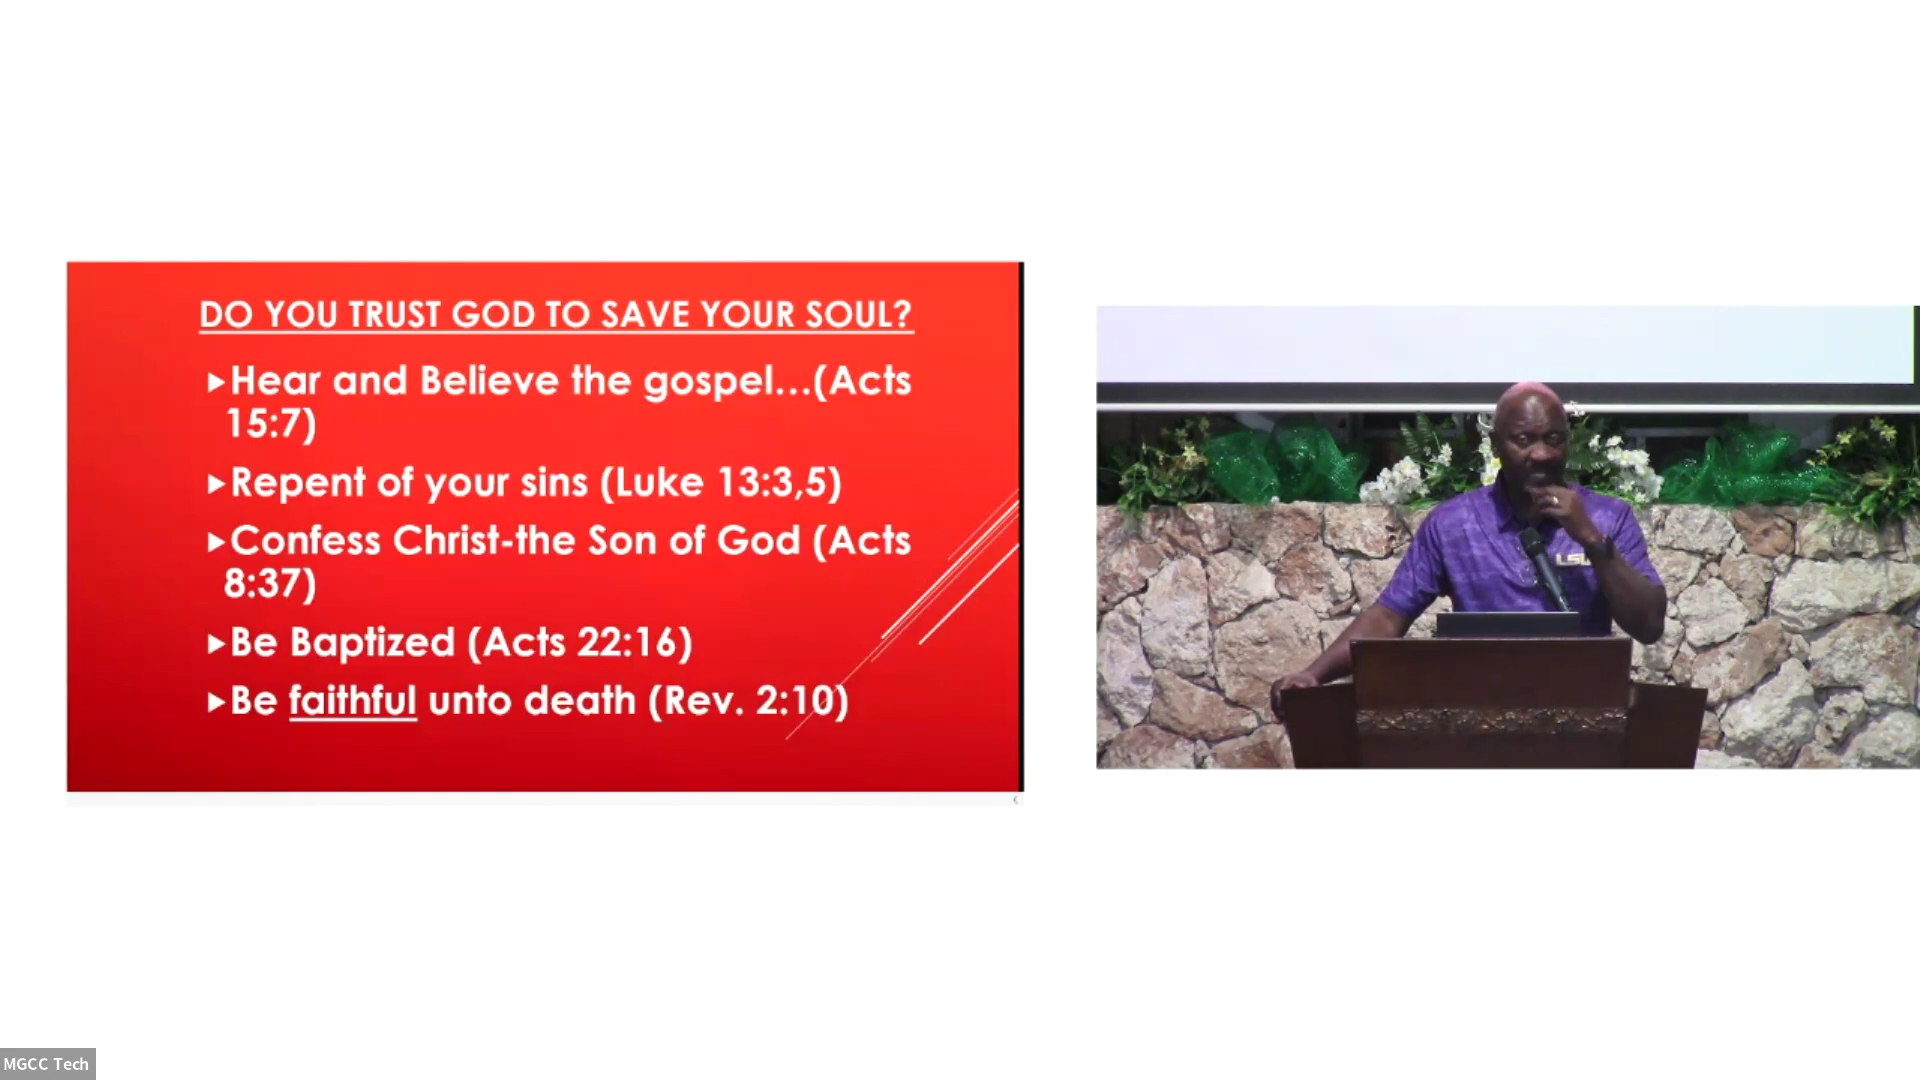 DO YOU TRUST GOD TO SAVE YOUR SOUL?
▸Hear and Believe the gospel...(Acts
15:7)
▸Repent of your sins (Luke 13:3,5)
▸Confess Christ-the Son of God (Acts
8:37)
▸Be Baptized (Acts 22:16)
▸Be faithful unto death (Rev. 2:10)
LSU
MGCC Tech